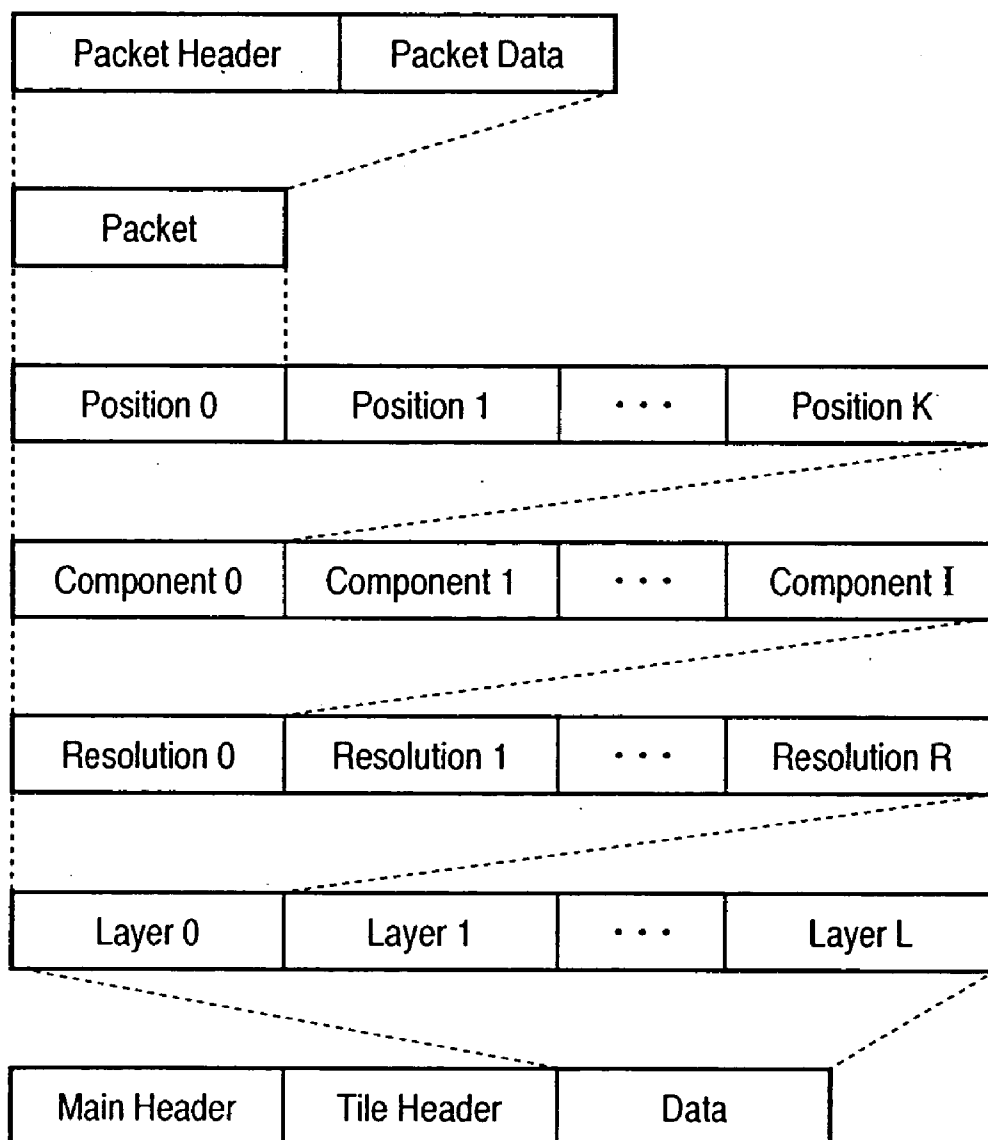 Packet Header Packet Data
Packet
Position 0 Position 1 ... Position K
Component 0 Component 1 ... Component I
Resolution 0 Resolution 1 ... Resolution R
Layer 0 Layer 1 ... Layer L
Main Header Tile Header Data